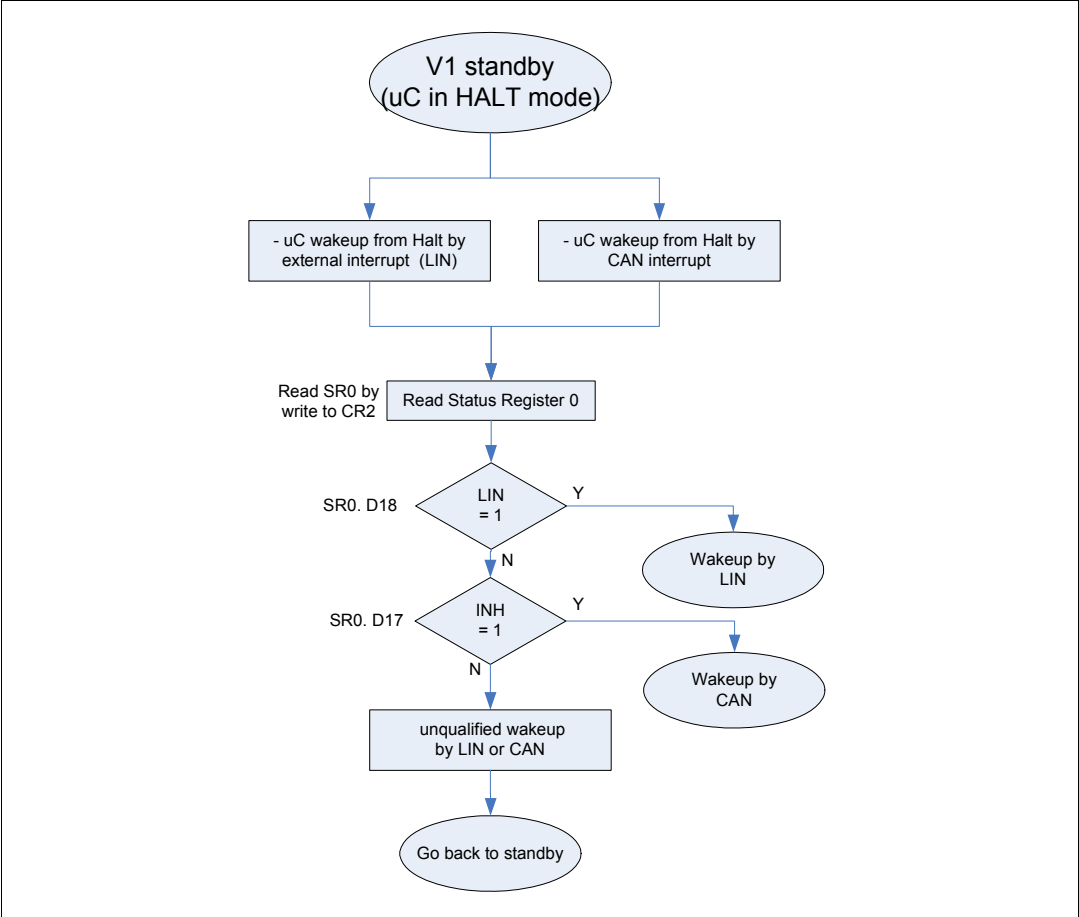 V1 standby
(uC in HALT mode)
- uC wakeup from Halt by
external interrupt  (LIN)
- uC wakeup from Halt by
CAN interrupt
Read SR0 by
write to CR2
Read Status Register 0
SR0. D18
LIN
= 1
Y
N
Wakeup by
LIN
SR0. D17
INH
= 1
Y
N
Wakeup by
CAN
unqualified wakeup
by LIN or CAN
Go back to standby